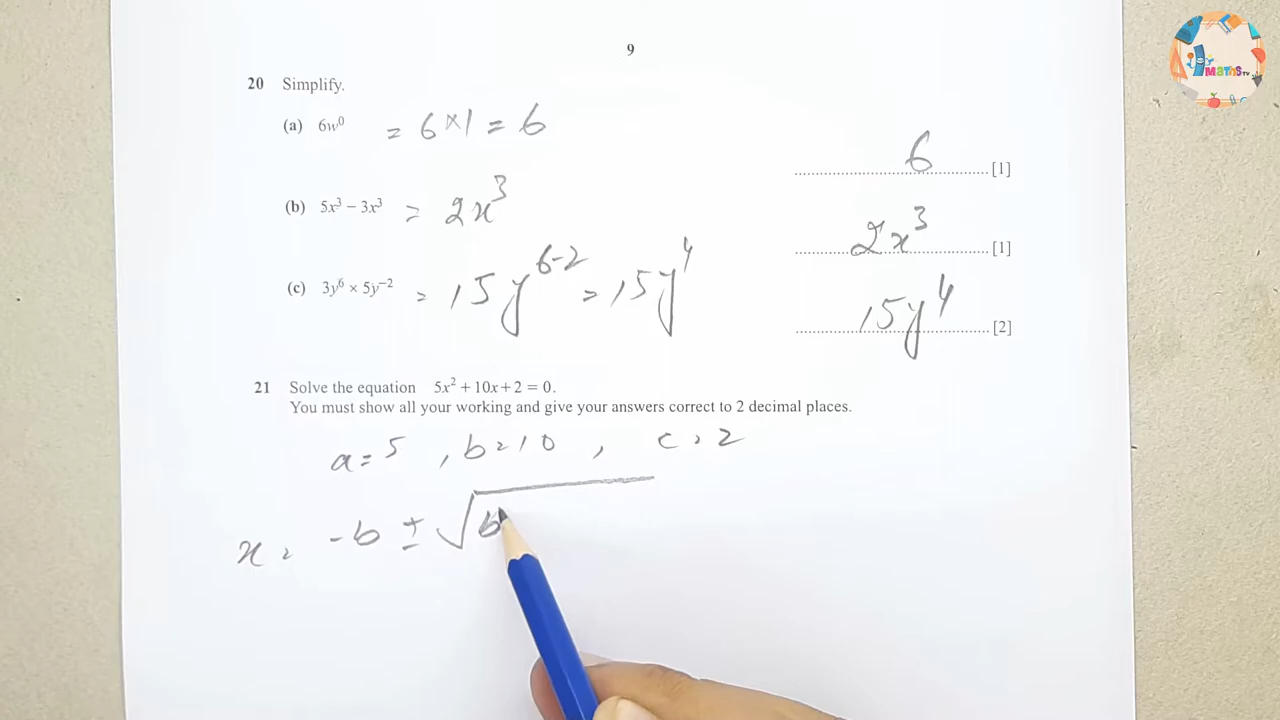 9
20 Simplify.
(a) 6w⁰ = 6 × 1 = 6
6
[1]
(b) 5x³ − 3x³ = 2x³
2x³
[1]
(c) 3y⁶ × 5y⁻² = 15y⁶⁻² = 15y⁴
15y⁴
[2]
21 Solve the equation 5x² + 10x + 2 = 0.
You must show all your working and give your answers correct to 2 decimal places.
a = 5 , b = 10 , c = 2
x = -b ± √b
MATHS TV